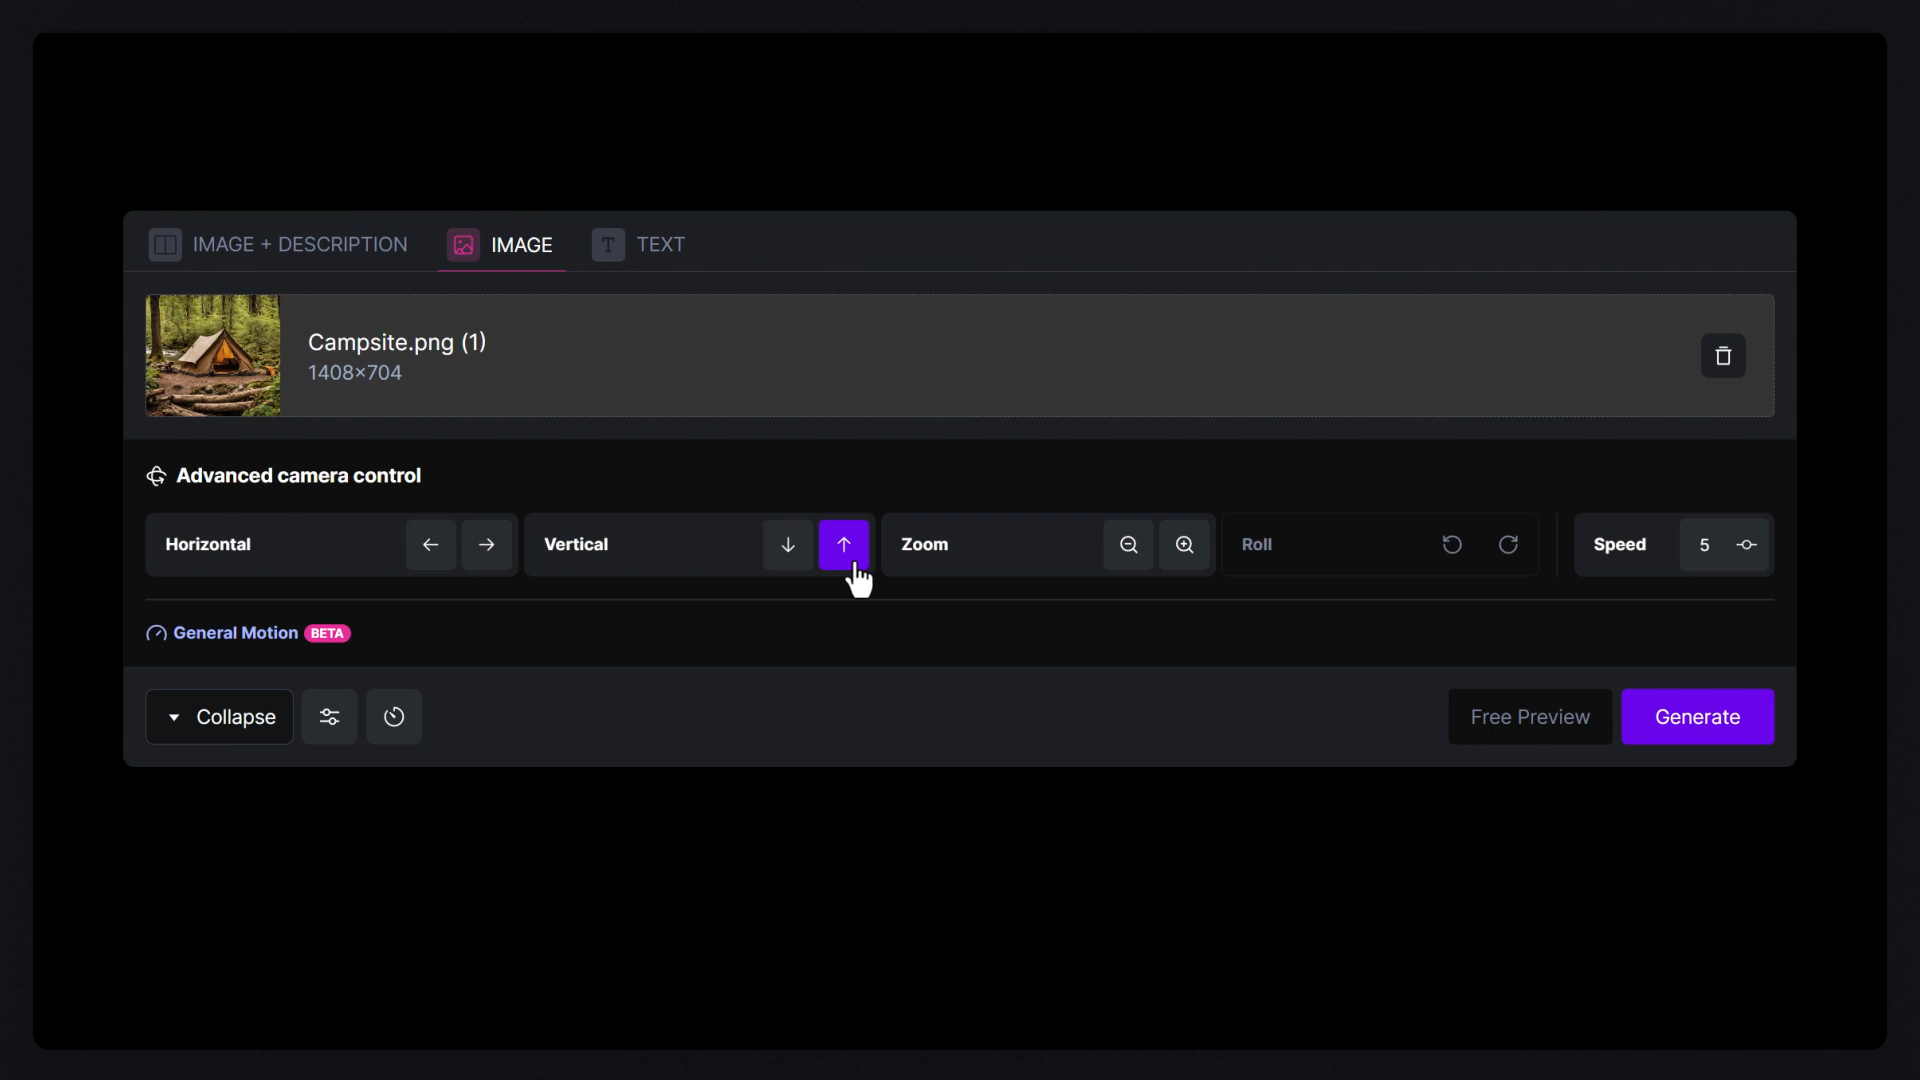 IMAGE + DESCRIPTION
IMAGE
T TEXT
Campsite.png (1)
1408×704
Advanced camera control
Horizontal
Vertical
Zoom
Roll
Speed 5
General Motion BETA
Collapse
Free Preview
Generate